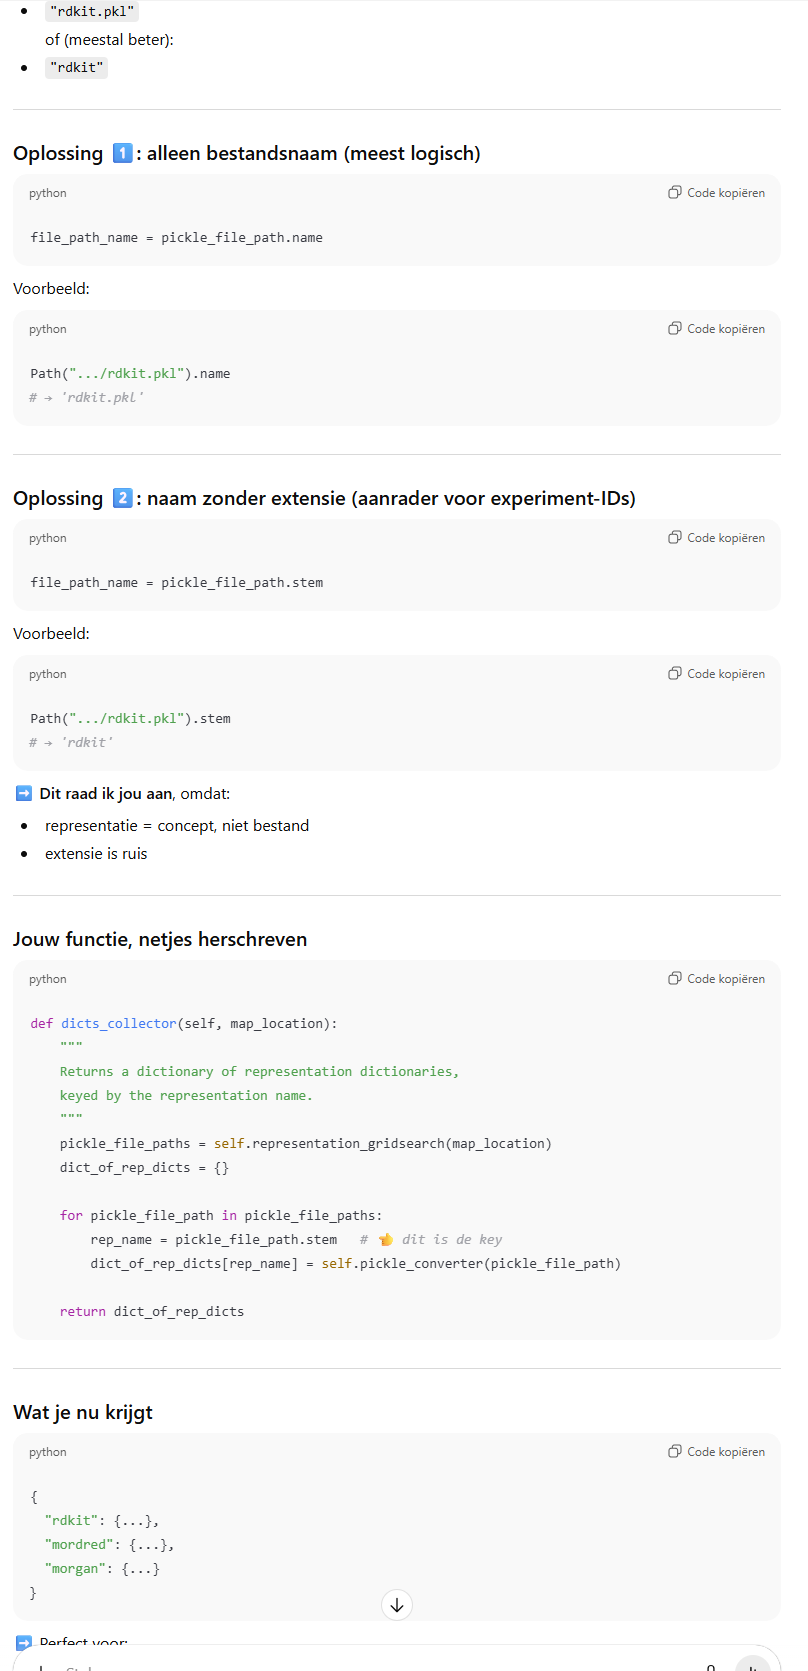 "rdkit.pkl"
of (meestal beter):
"rdkit"
Oplossing 1️⃣: alleen bestandsnaam (meest logisch)
python
Code kopiëren
file_path_name = pickle_file_path.name
Voorbeeld:
python
Code kopiëren
Path(".../rdkit.pkl").name
# → 'rdkit.pkl'
Oplossing 2️⃣: naam zonder extensie (aanrader voor experiment-IDs)
python
Code kopiëren
file_path_name = pickle_file_path.stem
Voorbeeld:
python
Code kopiëren
Path(".../rdkit.pkl").stem
# → 'rdkit'
➡️ Dit raad ik jou aan, omdat:
representatie = concept, niet bestand
extensie is ruis
Jouw functie, netjes herschreven
python
Code kopiëren
def dicts_collector(self, map_location):
    """
    Returns a dictionary of representation dictionaries,
    keyed by the representation name.
    """
    pickle_file_paths = self.representation_gridsearch(map_location)
    dict_of_rep_dicts = {}
    for pickle_file_path in pickle_file_paths:
        rep_name = pickle_file_path.stem   # 👈 dit is de key
        dict_of_rep_dicts[rep_name] = self.pickle_converter(pickle_file_path)
    return dict_of_rep_dicts
Wat je nu krijgt
python
Code kopiëren
{
  "rdkit": {...},
  "mordred": {...},
  "morgan": {...}
}
➡️ Perfect voor: